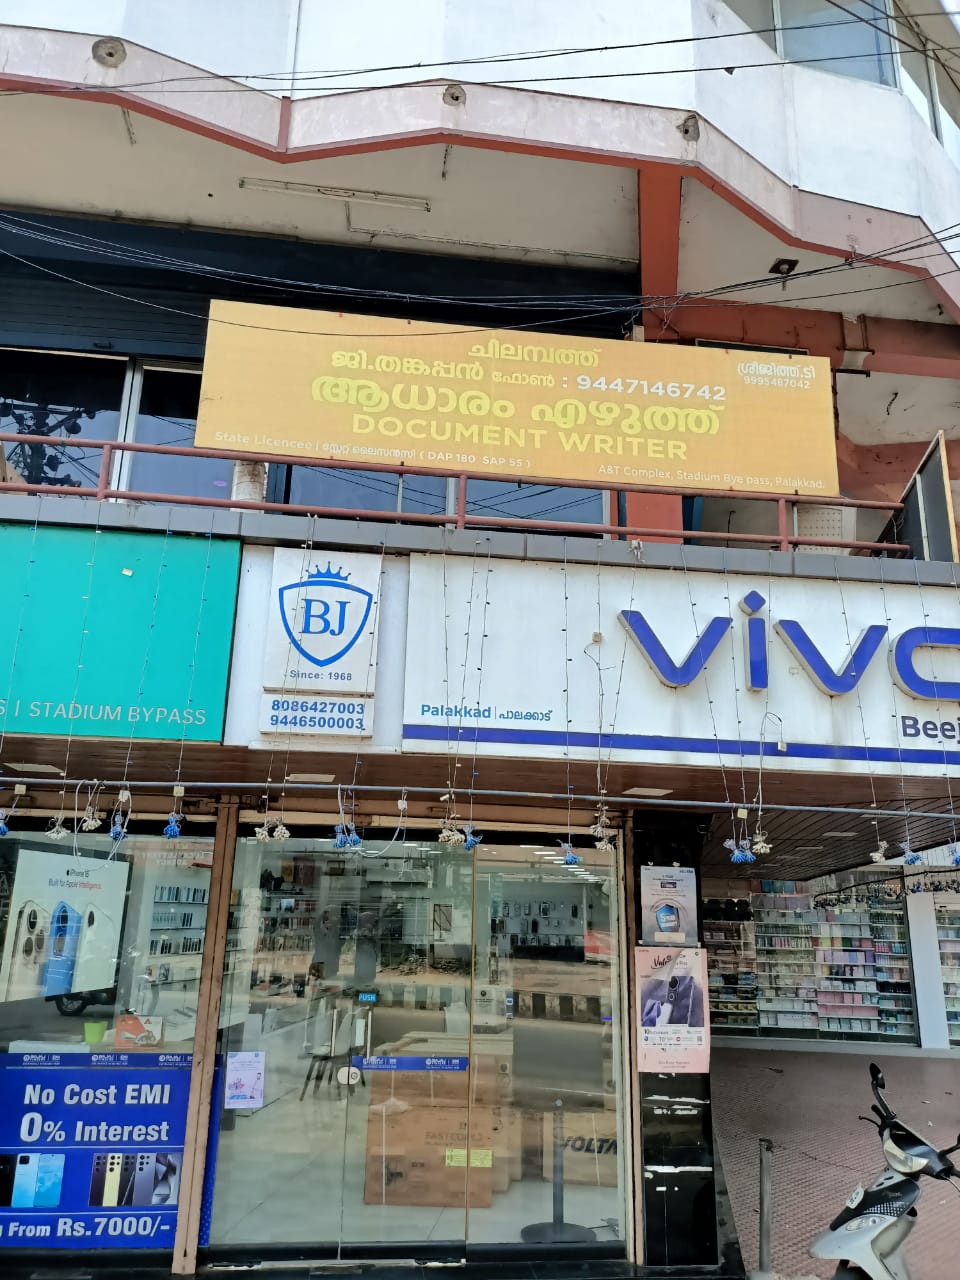 ചിലമ്പത്ത്
ജി.തങ്കപ്പൻ ഫോൺ : 9447146742
ശ്രീജിത്ത്.ടി
9995487042
ആധാരം എഴുത്ത്
DOCUMENT WRITER
State Licencee | സ്റ്റേറ്റ് ലൈസൻസി ( DAP 180 SAP 55 )
A&T Complex, Stadium Bye pass, Palakkad.
STADIUM BYPASS
BJ
Since: 1968
8086427003
9446500003
vivo
Palakkad | പാലക്കാട്
iPhone 16
Built for Apple Intelligence.
PUSH
No Cost EMI
0% Interest
From Rs.7000/-